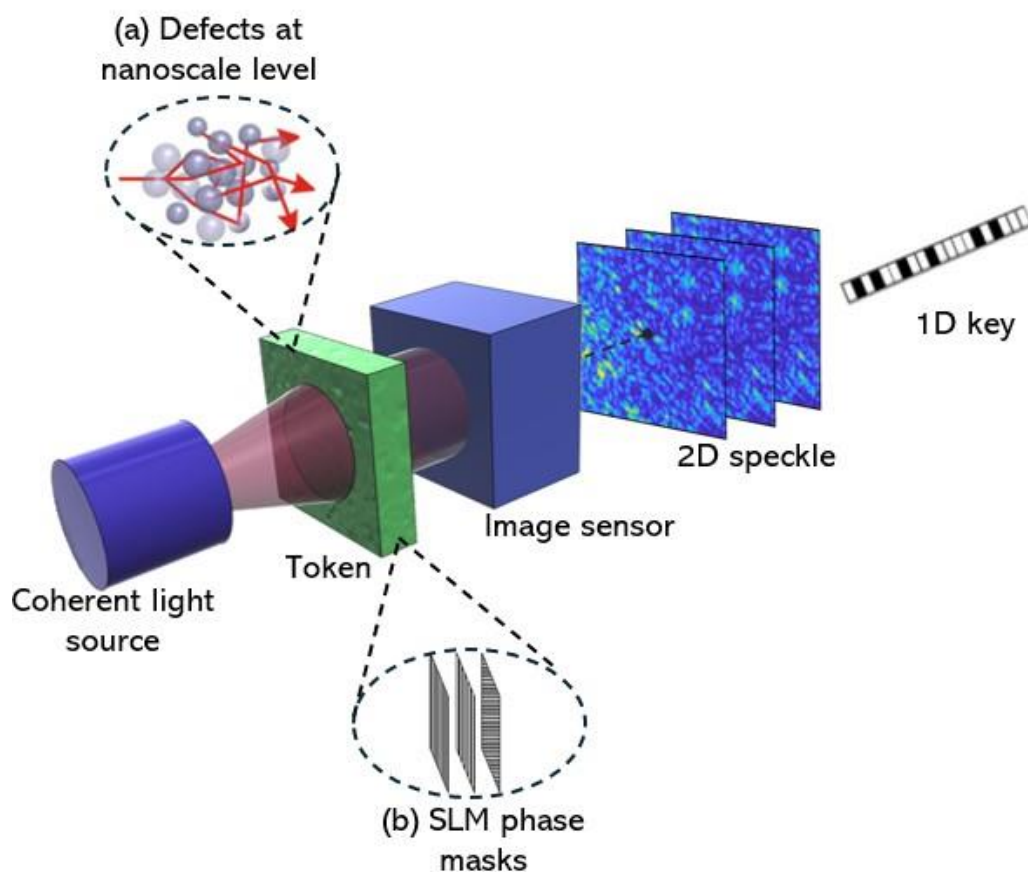 (a) Defects at
nanoscale level
1D key
2D speckle
Image sensor
Token
Coherent light
source
(b) SLM phase
masks